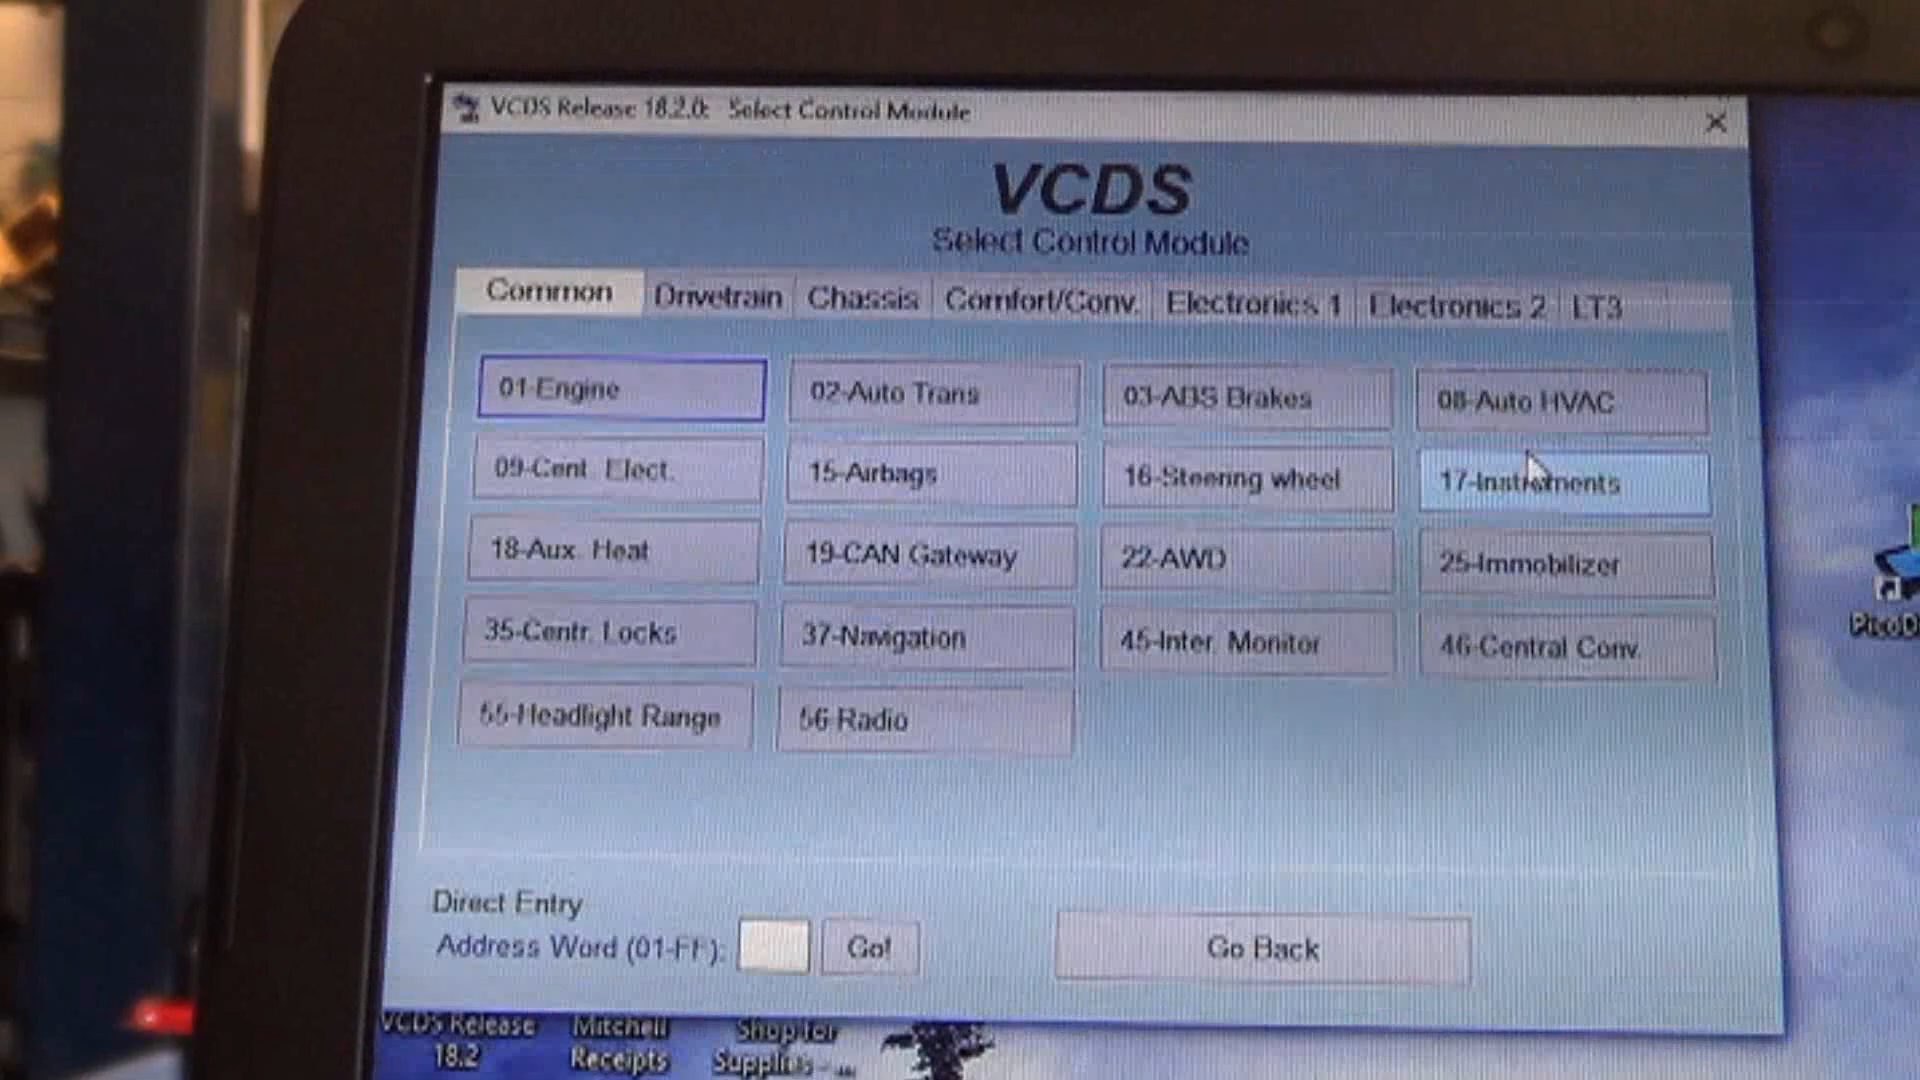 VCDS Release 18.2.0: Select Control Module
VCDS
Select Control Module
Common Drivetrain Chassis Comfort/Conv. Electronics 1 Electronics 2 LT3
01-Engine 02-Auto Trans 03-ABS Brakes 08-Auto HVAC
09-Cent. Elect. 15-Airbags 16-Steering wheel 17-Instruments
18-Aux. Heat 19-CAN Gateway 22-AWD 25-Immobilizer
35-Centr. Locks 37-Navigation 45-Inter. Monitor 46-Central Conv.
55-Headlight Range 56-Radio
Direct Entry
Address Word (01-FF): Go! Go Back
VCDS Release 18.2
Mitchell Receipts
Shop for Supplies - ...
PicoD